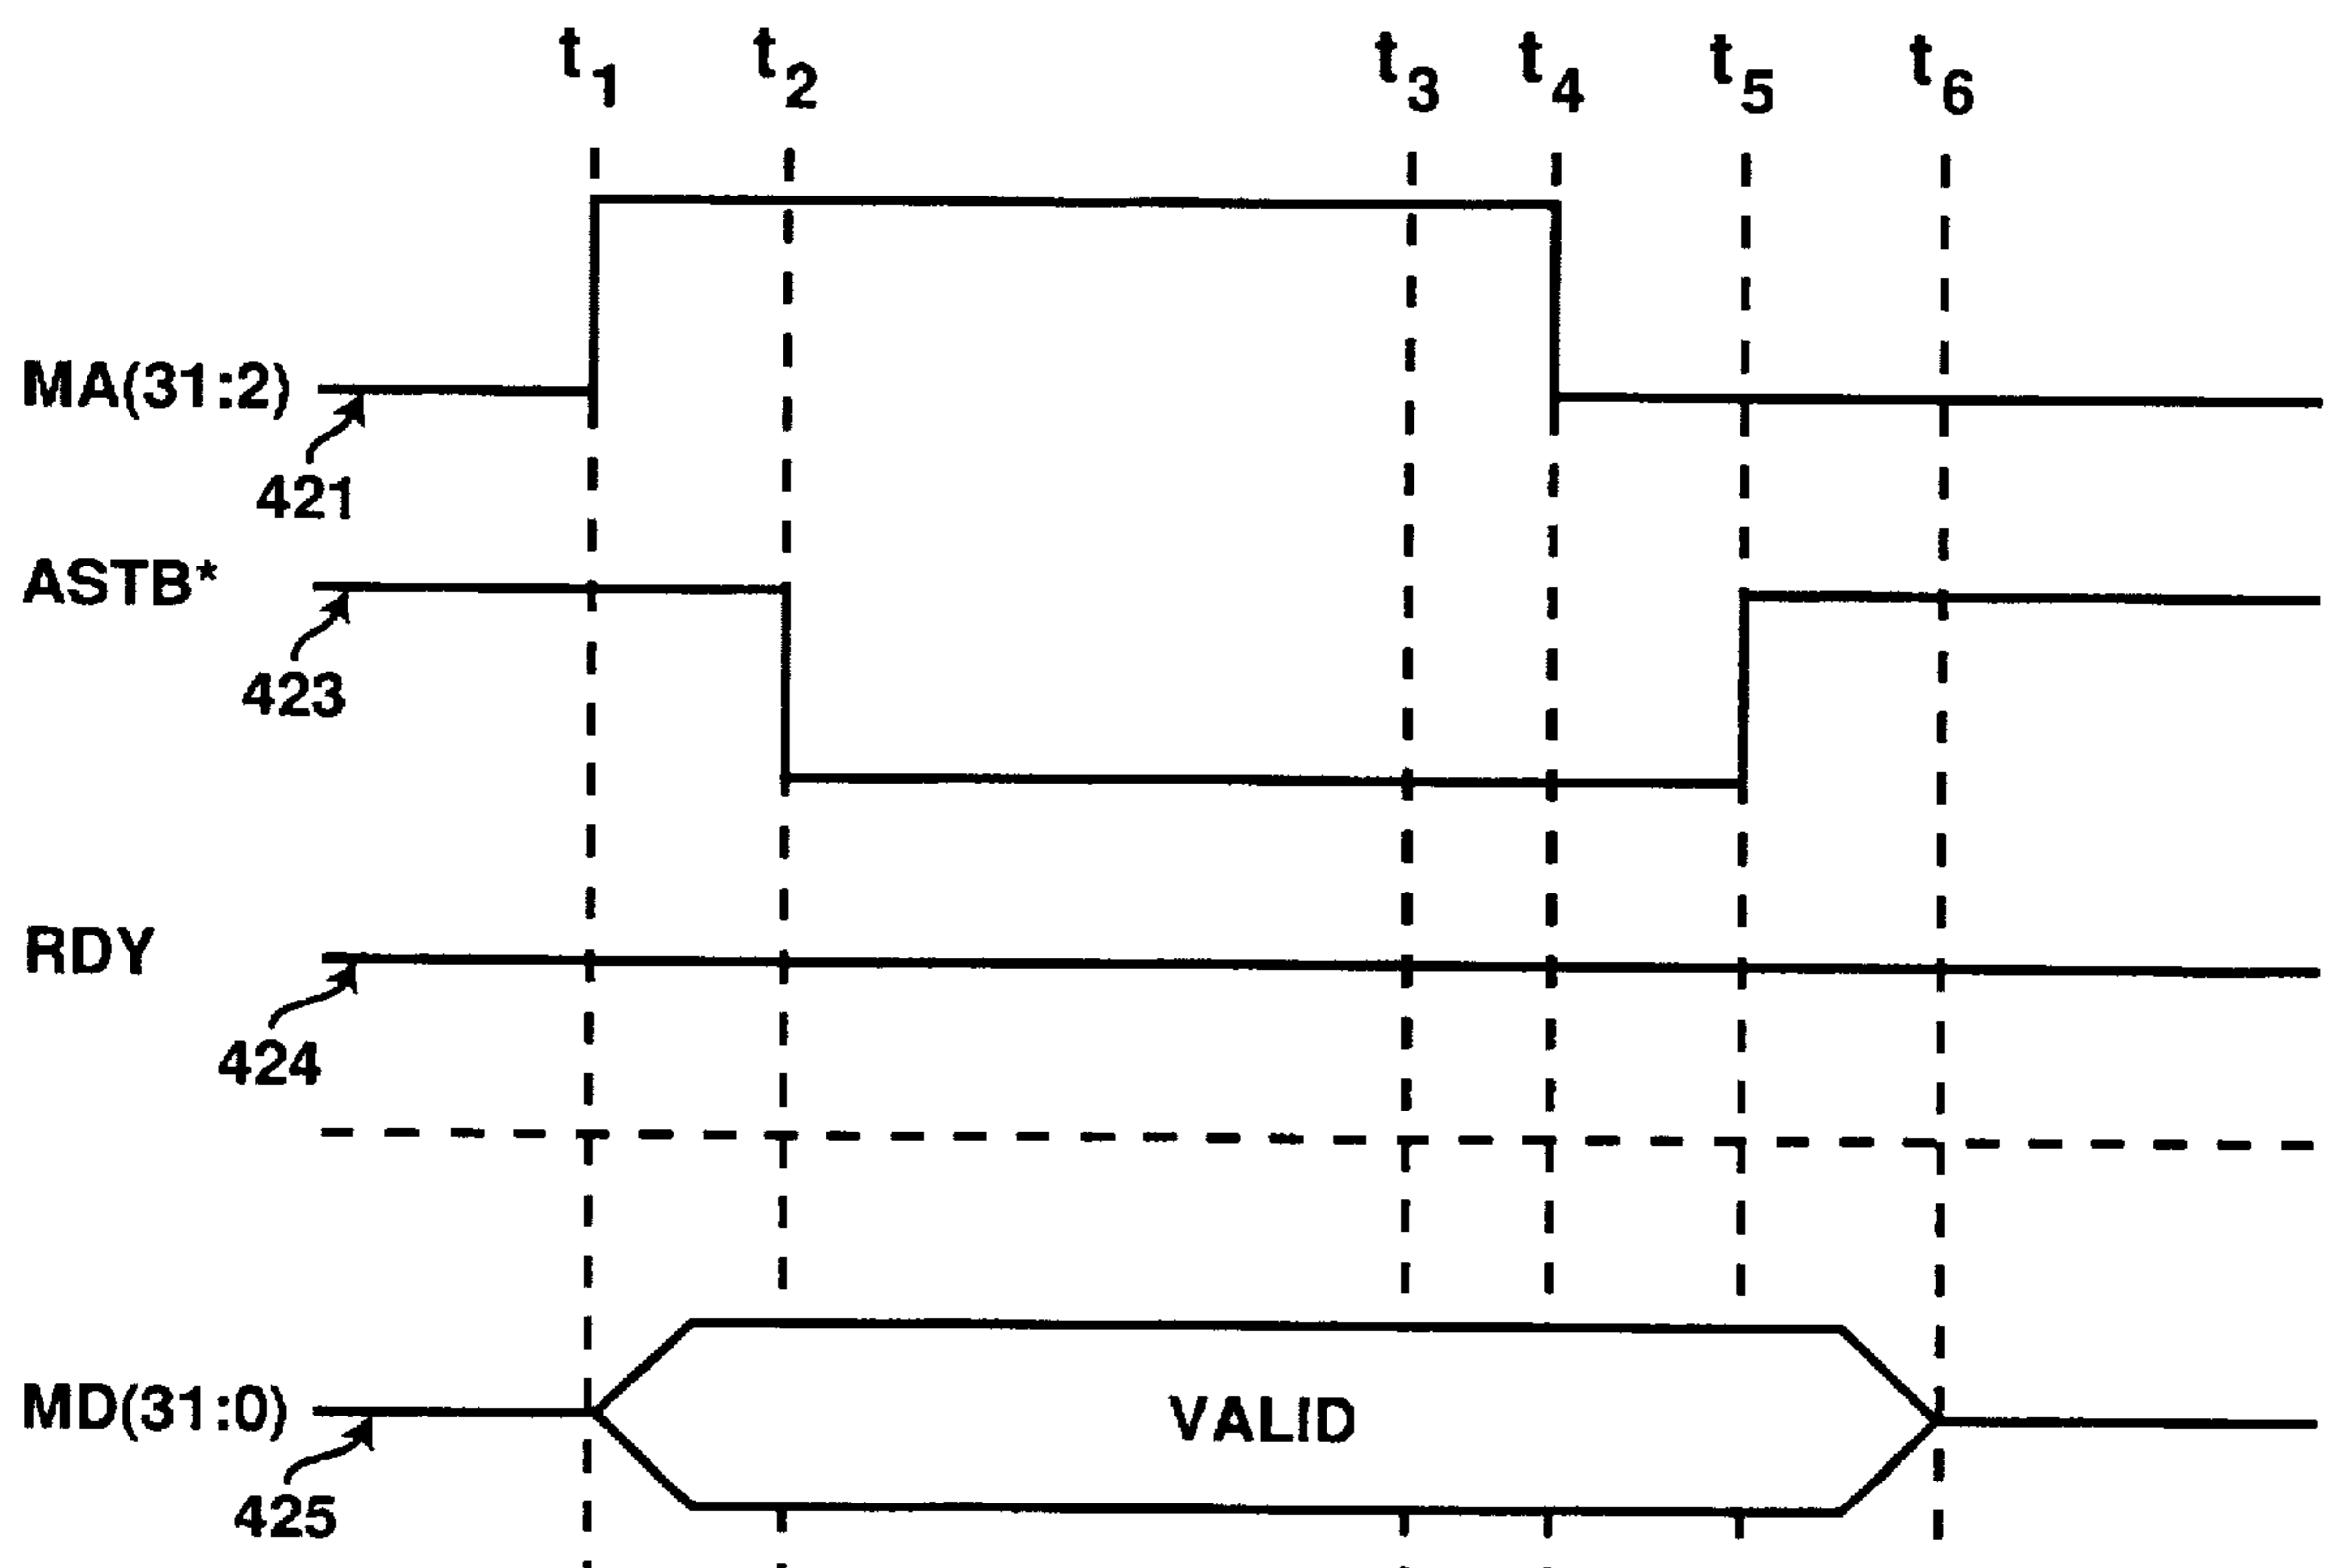 t1 t2 t3 t4 t5 t6
MA(31:2)
421
ASTB*
423
RDY
424
MD(31:0)
VALID
425